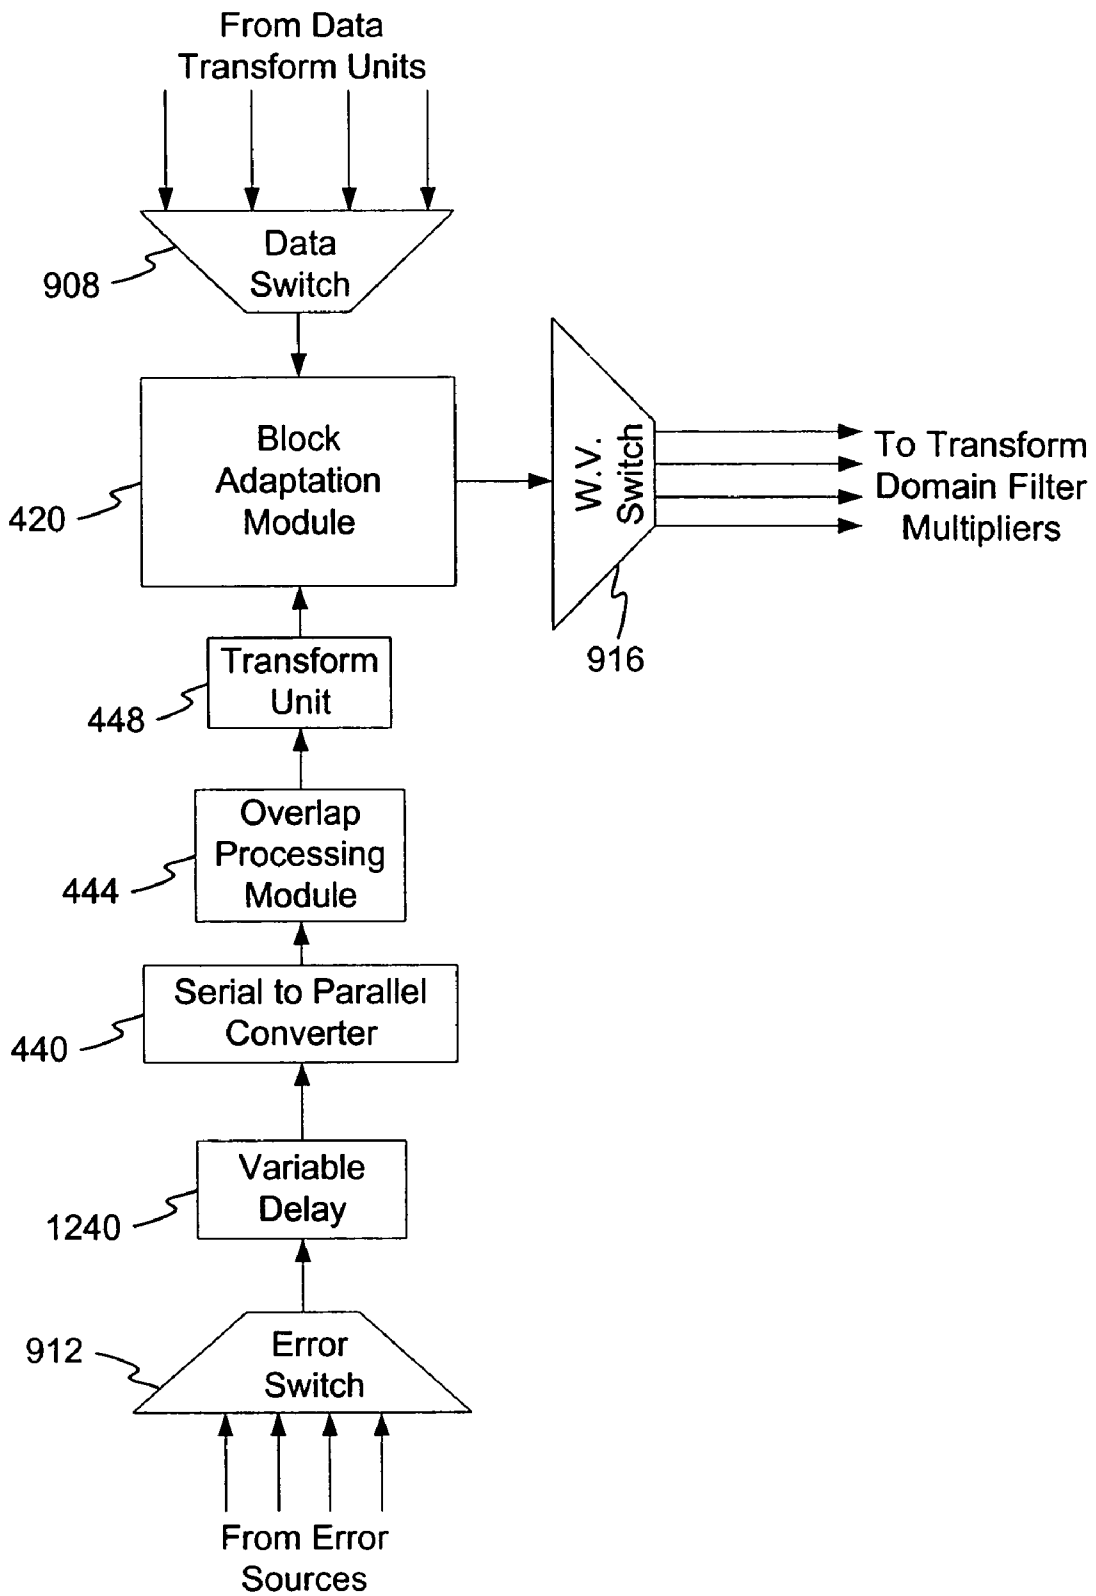 From Data
Transform Units
Data
Switch
908
Block
Adaptation
Module
420
W.V.
Switch
916
To Transform
Domain Filter
Multipliers
Transform
Unit
448
Overlap
Processing
Module
444
Serial to Parallel
Converter
440
Variable
Delay
1240
Error
Switch
912
From Error
Sources